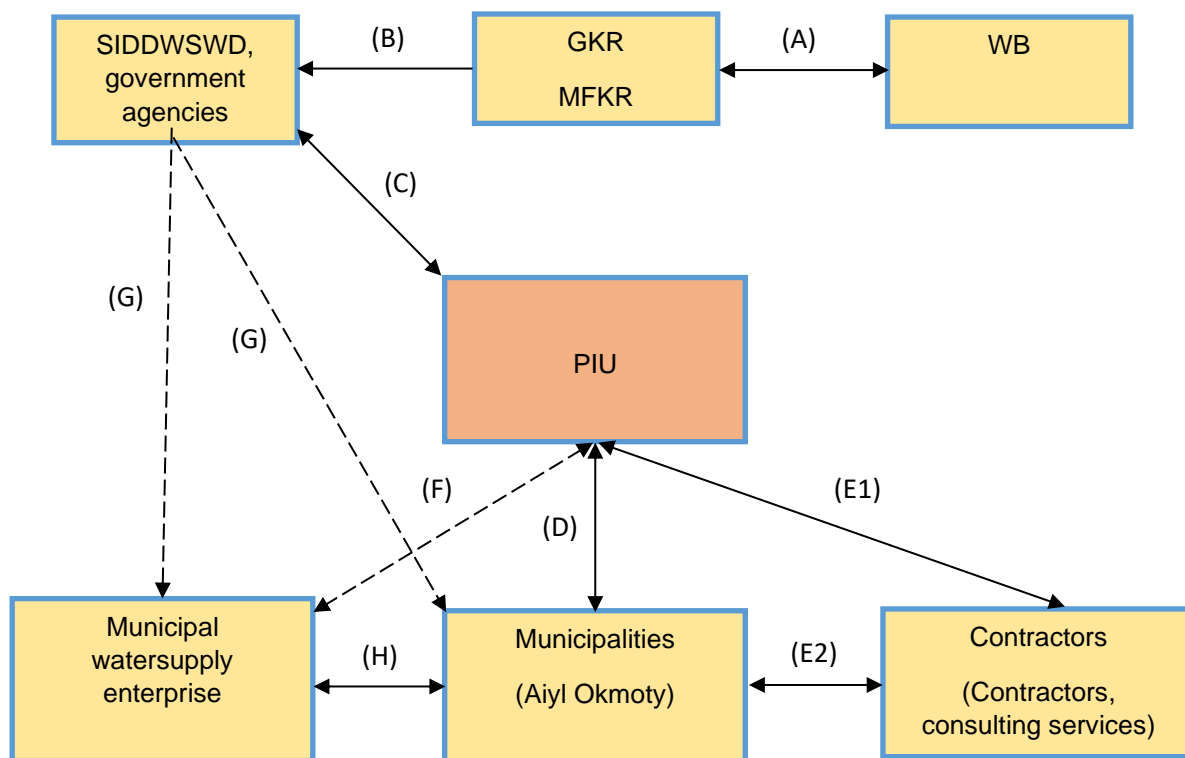 SIDDWSWD,
government
agencies
(B)
GKR
MFKR
(A)
WB
(C)
(G)
(G)
PIU
(F)
(D)
(E1)
Municipal
watersupply
enterprise
(H)
Municipalities
(Aiyl Okmoty)
(E2)
Contractors
(Contractors,
consulting services)